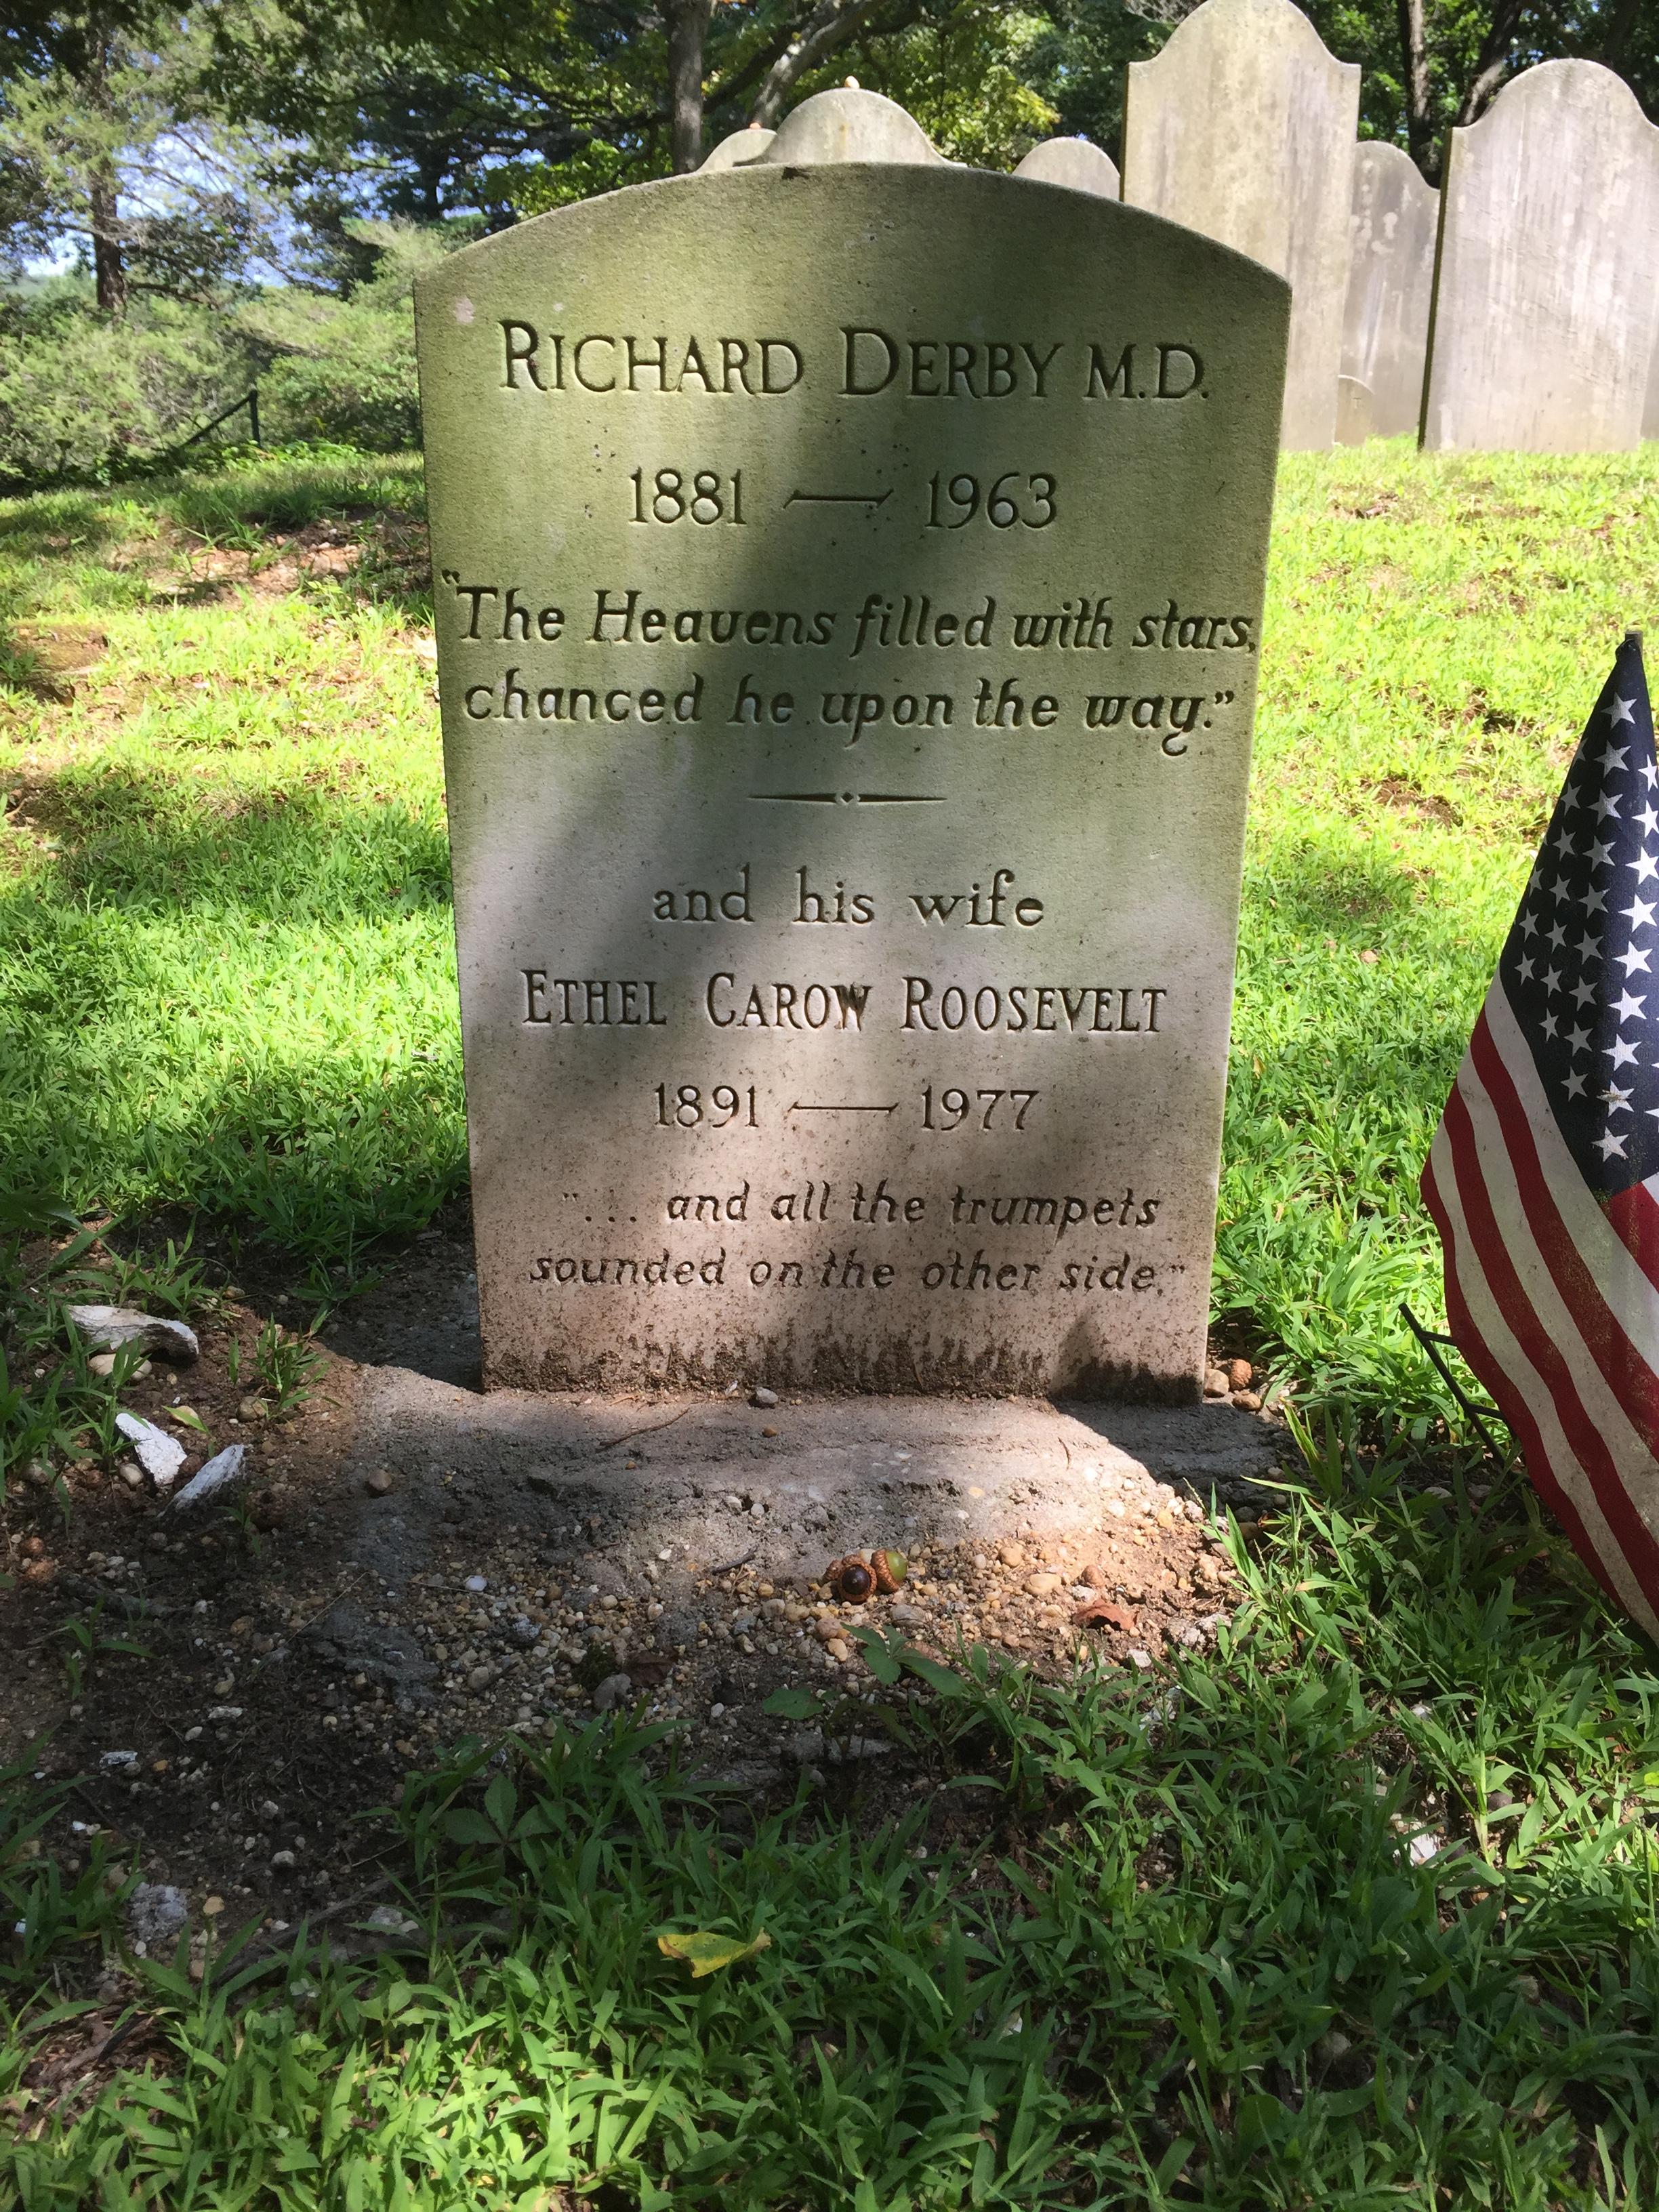 RICHARD DERBY M.D.
1881 — 1963
"The Heavens filled with stars,
chanced he upon the way."
and his wife
ETHEL CAROW ROOSEVELT
1891 — 1977
"... and all the trumpets
sounded on the other side,"